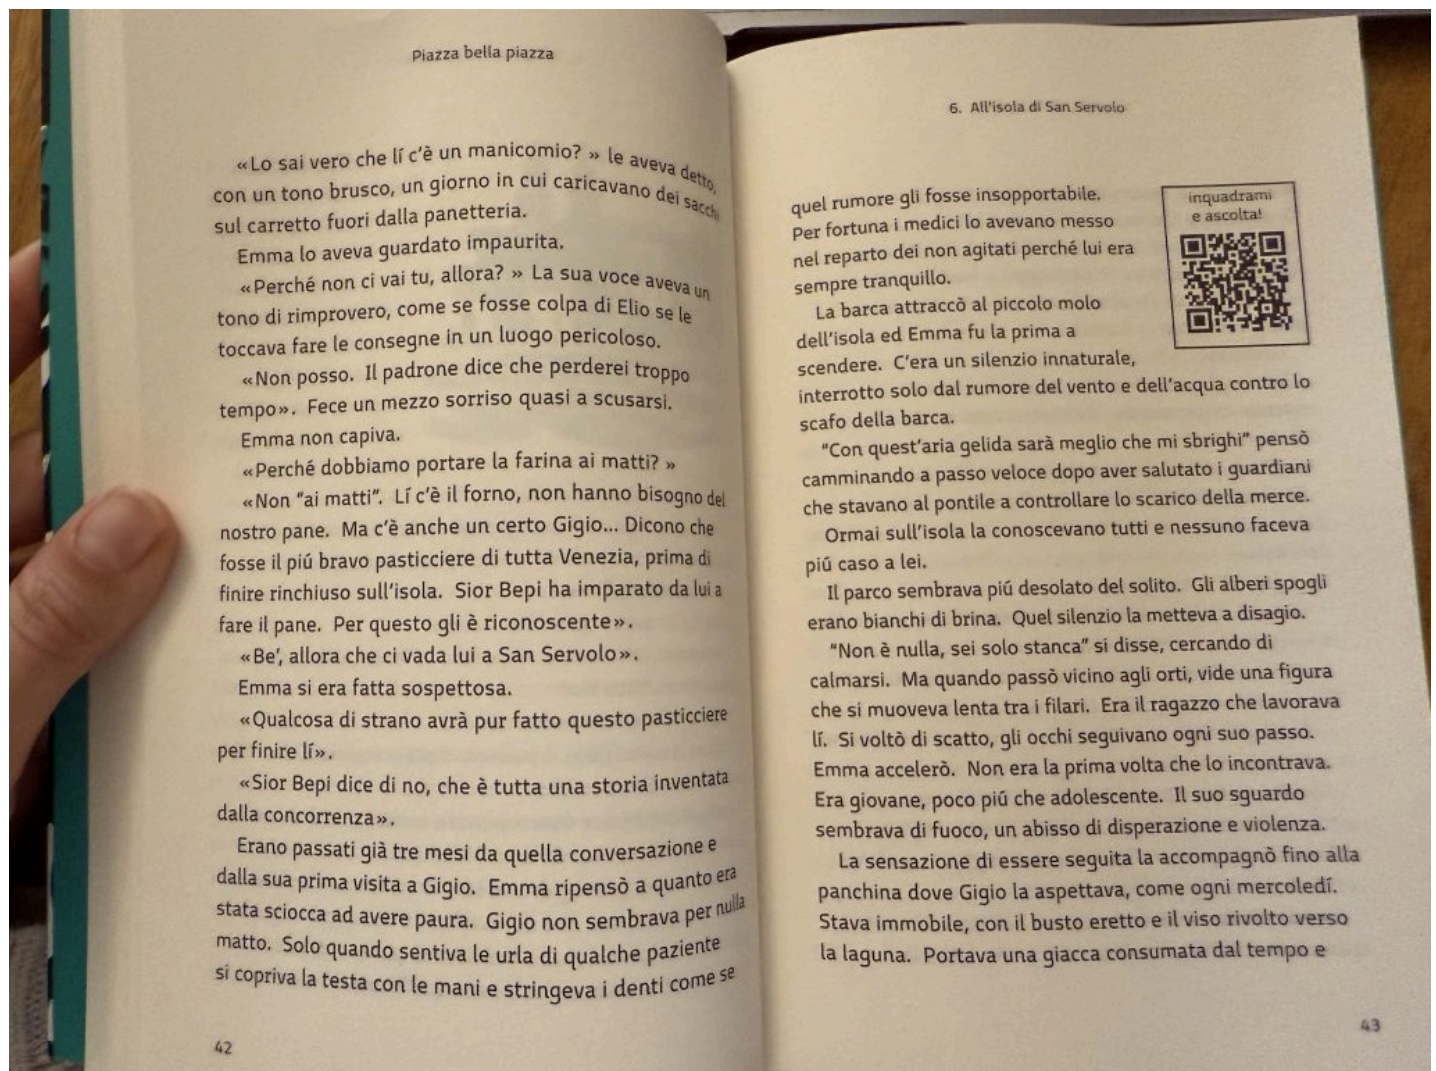 Piazza bella piazza
«Lo sai vero che lí c'è un manicomio? » le aveva detto,
con un tono brusco, un giorno in cui caricavano dei sacchi
sul carretto fuori dalla panetteria.
Emma lo aveva guardato impaurita.
«Perché non ci vai tu, allora? » La sua voce aveva un
tono di rimprovero, come se fosse colpa di Elio se le
toccava fare le consegne in un luogo pericoloso.
«Non posso. Il padrone dice che perderei troppo
tempo». Fece un mezzo sorriso quasi a scusarsi.
Emma non capiva.
«Perché dobbiamo portare la farina ai matti? »
«Non “ai matti”. Lí c'è il forno, non hanno bisogno del
nostro pane. Ma c'è anche un certo Gigio... Dicono che
fosse il piú bravo pasticciere di tutta Venezia, prima di
finire rinchiuso sull'isola. Sior Bepi ha imparato da lui a
fare il pane. Per questo gli è riconoscente».
«Be', allora che ci vada lui a San Servolo».
Emma si era fatta sospettosa.
«Qualcosa di strano avrà pur fatto questo pasticciere
per finire lí».
«Sior Bepi dice di no, che è tutta una storia inventata
dalla concorrenza».
Erano passati già tre mesi da quella conversazione e
dalla sua prima visita a Gigio. Emma ripensò a quanto era
stata sciocca ad avere paura. Gigio non sembrava per nulla
matto. Solo quando sentiva le urla di qualche paziente
si copriva la testa con le mani e stringeva i denti come se
42
6. All'isola di San Servolo
inquadrami
e ascolta!
quel rumore gli fosse insopportabile.
Per fortuna i medici lo avevano messo
nel reparto dei non agitati perché lui era
sempre tranquillo.
La barca attraccò al piccolo molo
dell'isola ed Emma fu la prima a
scendere. C'era un silenzio innaturale,
interrotto solo dal rumore del vento e dell'acqua contro lo
scafo della barca.
“Con quest'aria gelida sarà meglio che mi sbrighi” pensò
camminando a passo veloce dopo aver salutato i guardiani
che stavano al pontile a controllare lo scarico della merce.
Ormai sull'isola la conoscevano tutti e nessuno faceva
piú caso a lei.
Il parco sembrava piú desolato del solito. Gli alberi spogli
erano bianchi di brina. Quel silenzio la metteva a disagio.
“Non è nulla, sei solo stanca” si disse, cercando di
calmarsi. Ma quando passò vicino agli orti, vide una figura
che si muoveva lenta tra i filari. Era il ragazzo che lavorava
lí. Si voltò di scatto, gli occhi seguivano ogni suo passo.
Emma accelerò. Non era la prima volta che lo incontrava.
Era giovane, poco piú che adolescente. Il suo sguardo
sembrava di fuoco, un abisso di disperazione e violenza.
La sensazione di essere seguita la accompagnò fino alla
panchina dove Gigio la aspettava, come ogni mercoledí.
Stava immobile, con il busto eretto e il viso rivolto verso
la laguna. Portava una giacca consumata dal tempo e
43